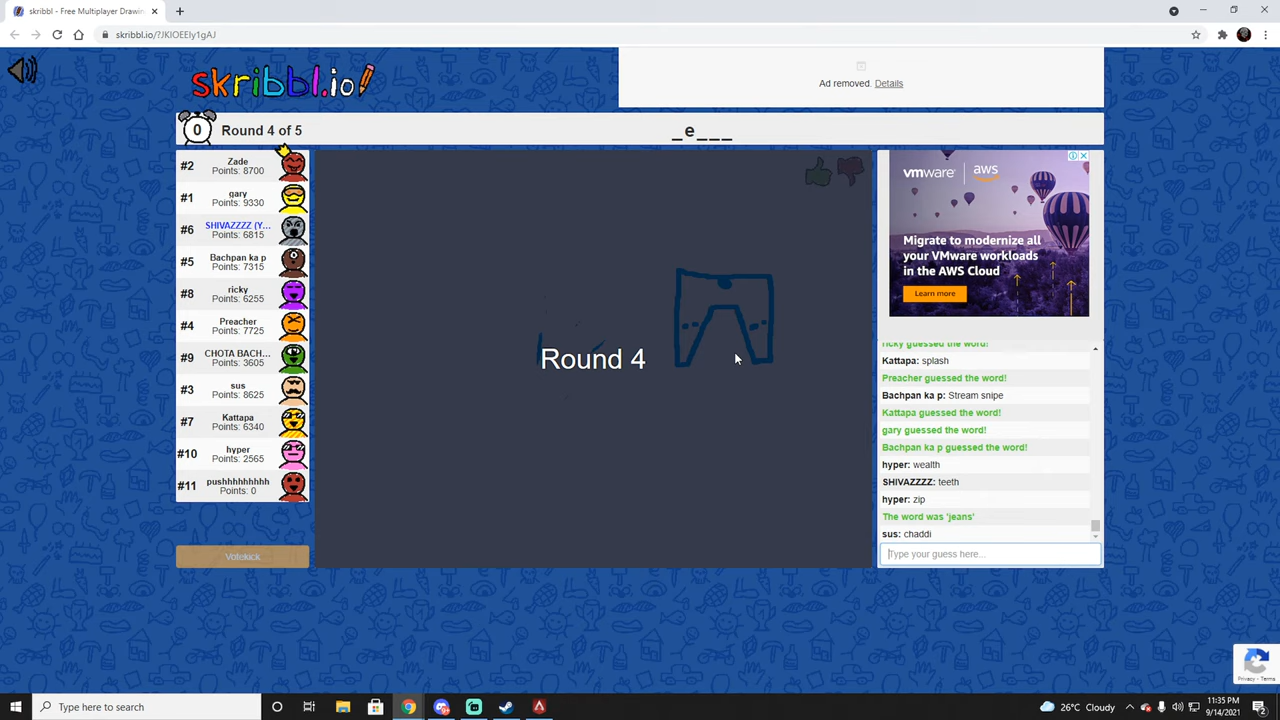 skribbl - Free Multiplayer Drawin
skribbl.io/?JKIOEEIy1gAJ
skribbl.io
Ad removed. Details
0
Round 4 of 5
_e___
#2 Zade
Points: 8700
#1 gary
Points: 9330
#6 SHIVAZZZZ (Y...
Points: 6815
#5 Bachpan ka p
Points: 7315
#8 ricky
Points: 6255
#4 Preacher
Points: 7725
#9 CHOTA BACH...
Points: 3605
#3 sus
Points: 8625
#7 Kattapa
Points: 6340
#10 hyper
Points: 2565
#11 pushhhhhhhhh
Points: 0
Votekick
Round 4
vmware aws
Migrate to modernize all
your VMware workloads
in the AWS Cloud
Learn more
ricky guessed the word!
Kattapa: splash
Preacher guessed the word!
Bachpan ka p: Stream snipe
Kattapa guessed the word!
gary guessed the word!
Bachpan ka p guessed the word!
hyper: wealth
SHIVAZZZZ: teeth
hyper: zip
The word was 'jeans'
sus: chaddi
Type your guess here...
Privacy - Terms
Type here to search
26°C Cloudy
11:35 PM
9/14/2021
2